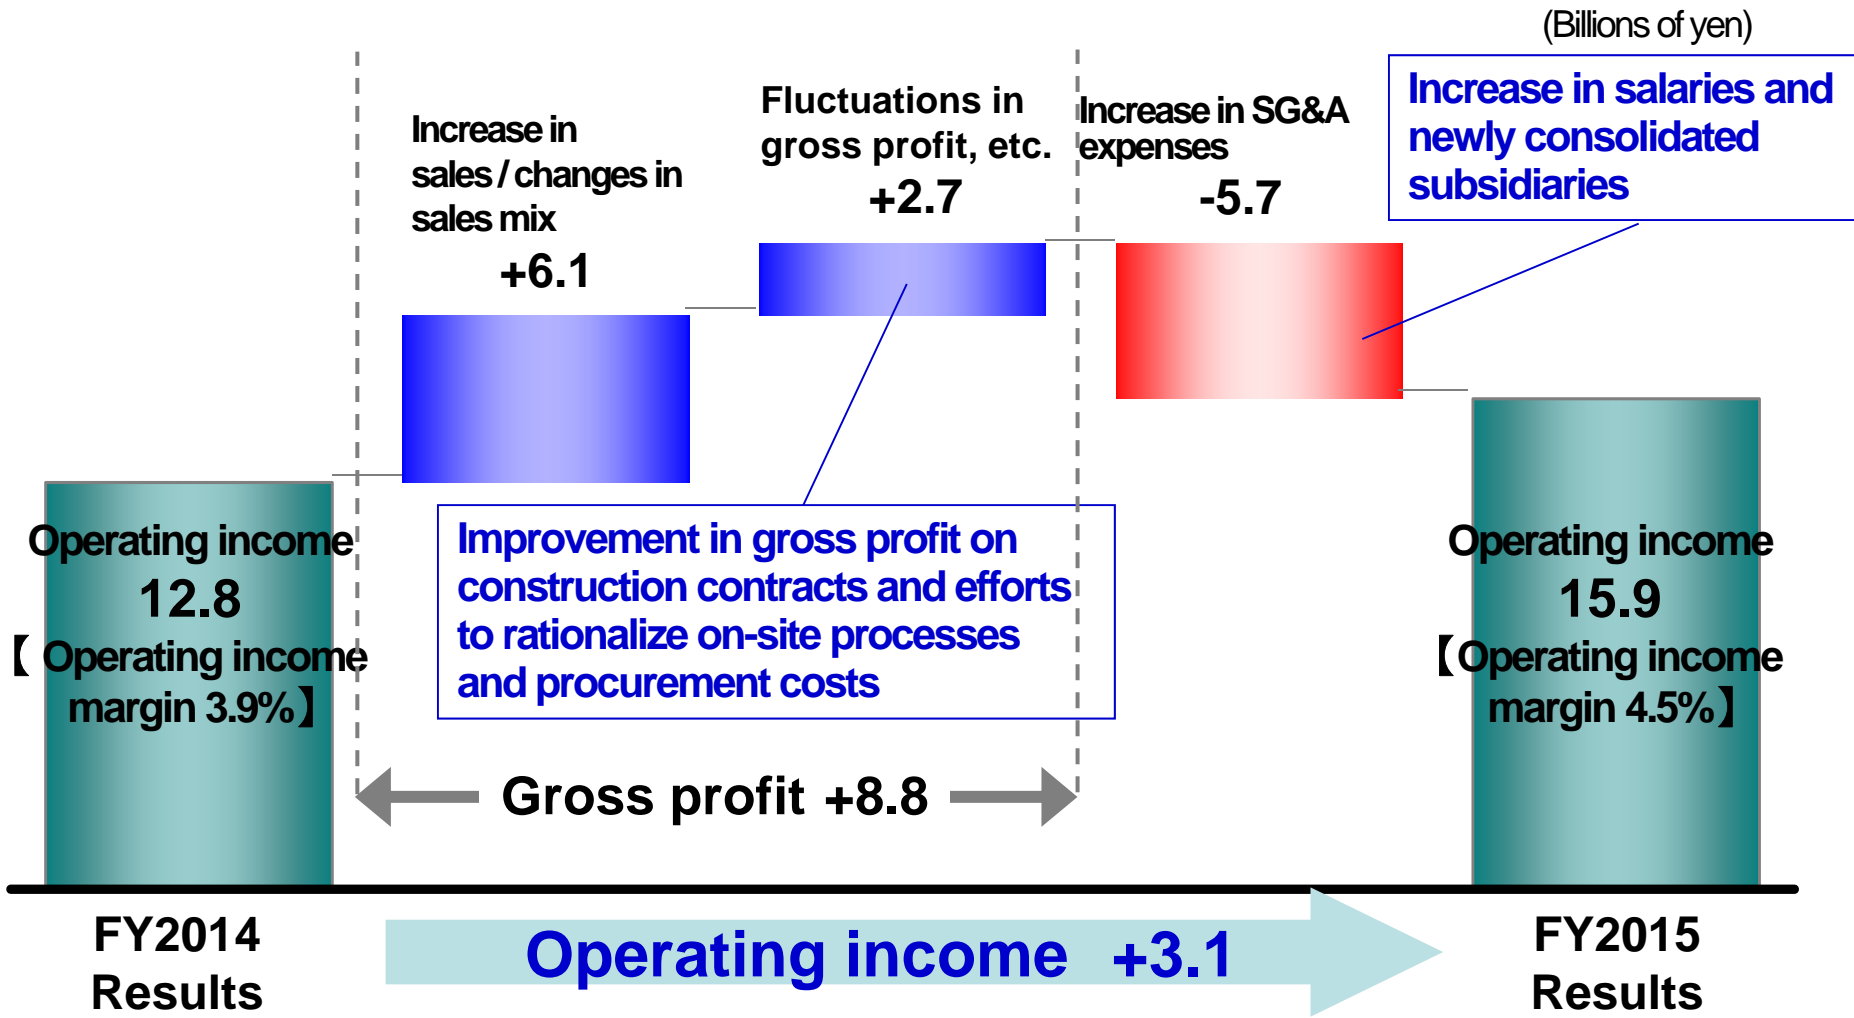 (Billions of yen)
Increase in
sales / changes in
sales mix
+6.1
Fluctuations in
gross profit, etc.
+2.7
Increase in SG&A
expenses
-5.7
Increase in salaries and
newly consolidated
subsidiaries
Operating income
12.8
【 Operating income
margin 3.9%】
Improvement in gross profit on
construction contracts and efforts
to rationalize on-site processes
and procurement costs
Operating income
15.9
【Operating income
margin 4.5%】
Gross profit +8.8
FY2014
Results
Operating income +3.1
FY2015
Results